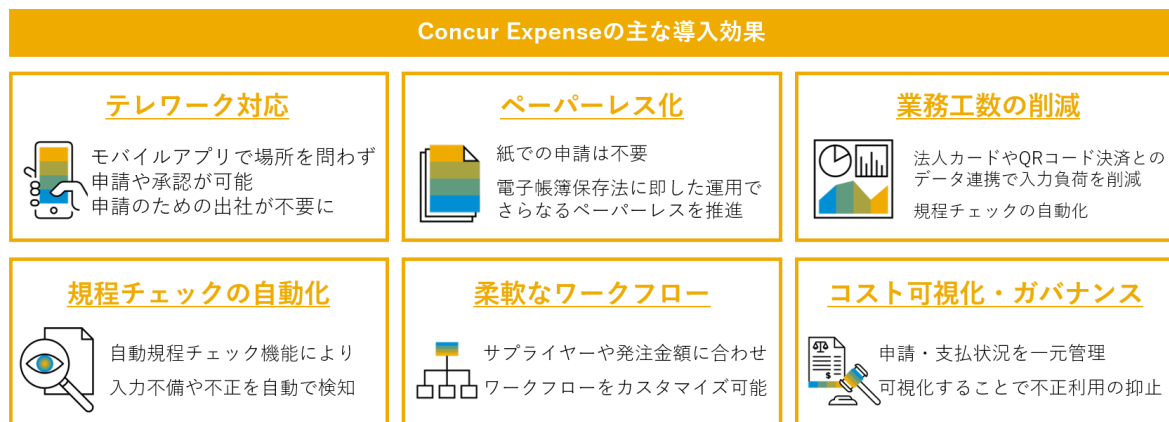 Concur Expenseの主な導入効果
テレワーク対応
モバイルアプリで場所を問わず
申請や承認が可能
申請のための出社が不要に
ペーパーレス化
紙での申請は不要
電子帳簿保存法に即した運用で
さらなるペーパーレスを推進
業務工数の削減
法人カードやQRコード決済との
データ連携で入力負荷を削減
規程チェックの自動化
規程チェックの自動化
自動規程チェック機能により
入力不備や不正を自動で検知
柔軟なワークフロー
サプライヤーや発注金額に合わせ
ワークフローをカスタマイズ可能
コスト可視化・ガバナンス
$
申請・支払状況を一元管理
可視化することで不正利用の抑止